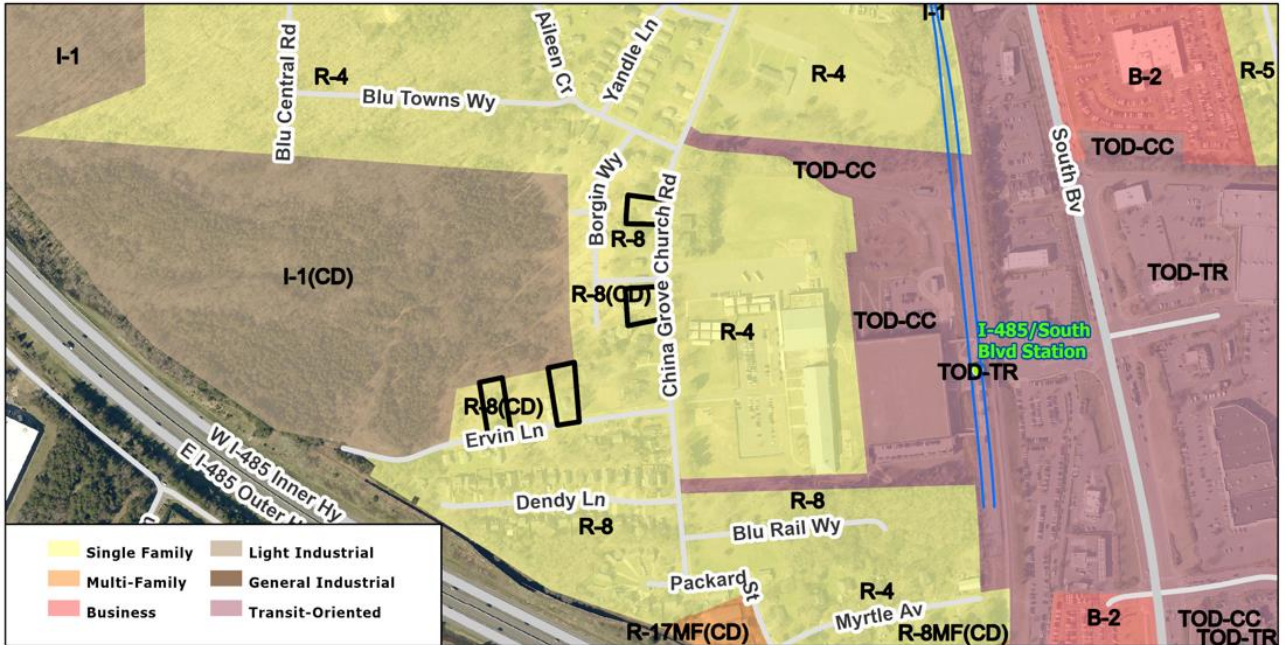 I-1
I-1
R-4
Blu Central Rd
Blu Towns Wy
Aileen Cr
Yandle Ln
R-4
B-2
R-5
South Bv
TOD-CC
TOD-CC
Borgin Wy
China Grove Church Rd
R-8
I-1(CD)
R-8(CD)
R-4
TOD-CC
TOD-TR
I-485/South
Blvd Station
TOD-TR
R-8(CD)
Ervin Ln
W I-485 Inner Hy
E I-485 Outer
Dendy Ln
R-8
R-8
Blu Rail Wy
Packard St
R-4
Myrtle Av
R-17MF(CD)
R-8MF(CD)
B-2
TOD-CC
TOD-TR
Single Family
Light Industrial
Multi-Family
General Industrial
Business
Transit-Oriented